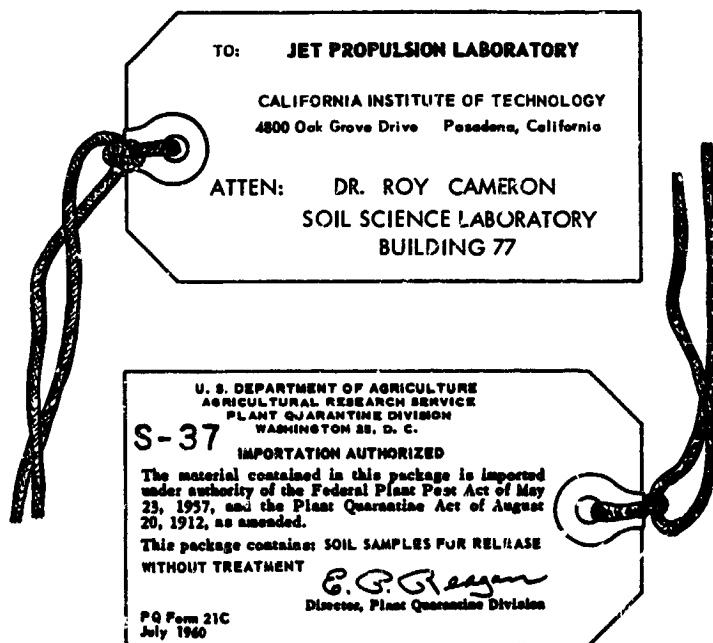 TO: JET PROPULSION LABORATORY
CALIFORNIA INSTITUTE OF TECHNOLOGY
4800 Oak Grove Drive Pasadena, California
ATTEN: DR. ROY CAMERON
SOIL SCIENCE LABORATORY
BUILDING 77
U. S. DEPARTMENT OF AGRICULTURE
AGRICULTURAL RESEARCH SERVICE
PLANT QUARANTINE DIVISION
WASHINGTON 25, D. C.
S-37
IMPORTATION AUTHORIZED
The material contained in this package is imported
under authority of the Federal Plant Pest Act of May
23, 1957, and the Plant Quarantine Act of August
20, 1912, as amended.
This package contains: SOIL SAMPLES FOR RELEASE
WITHOUT TREATMENT
E. P. Reagan
Director, Plant Quarantine Division
PQ Form 21C
July 1960